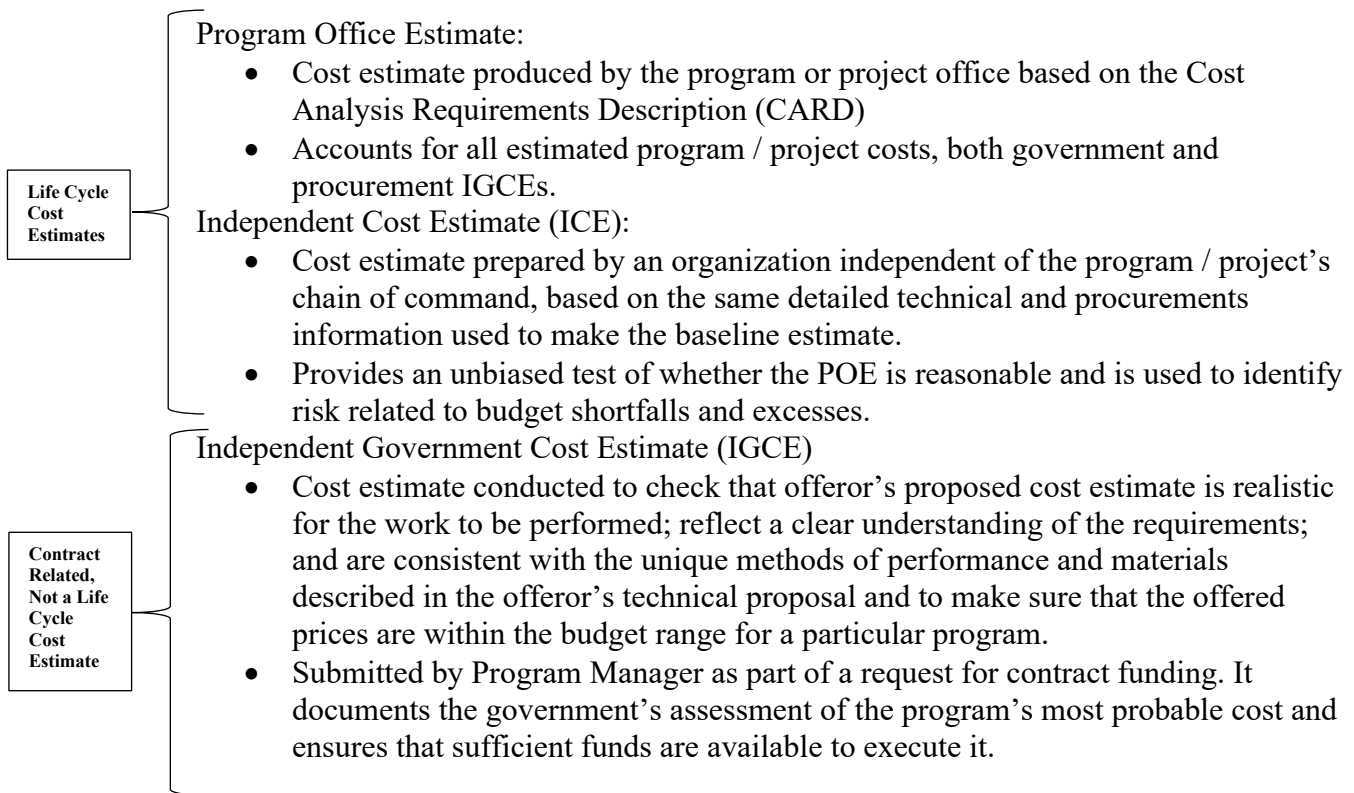 Program Office Estimate:
• Cost estimate produced by the program or project office based on the Cost
Analysis Requirements Description (CARD)
• Accounts for all estimated program / project costs, both government and
procurement IGCEs.
Life Cycle
Cost
Estimates
Independent Cost Estimate (ICE):
• Cost estimate prepared by an organization independent of the program / project’s
chain of command, based on the same detailed technical and procurements
information used to make the baseline estimate.
• Provides an unbiased test of whether the POE is reasonable and is used to identify
risk related to budget shortfalls and excesses.
Independent Government Cost Estimate (IGCE)
• Cost estimate conducted to check that offeror’s proposed cost estimate is realistic
for the work to be performed; reflect a clear understanding of the requirements;
and are consistent with the unique methods of performance and materials
described in the offeror’s technical proposal and to make sure that the offered
prices are within the budget range for a particular program.
Contract
Related,
Not a Life
Cycle
Cost
Estimate
• Submitted by Program Manager as part of a request for contract funding. It
documents the government’s assessment of the program’s most probable cost and
ensures that sufficient funds are available to execute it.